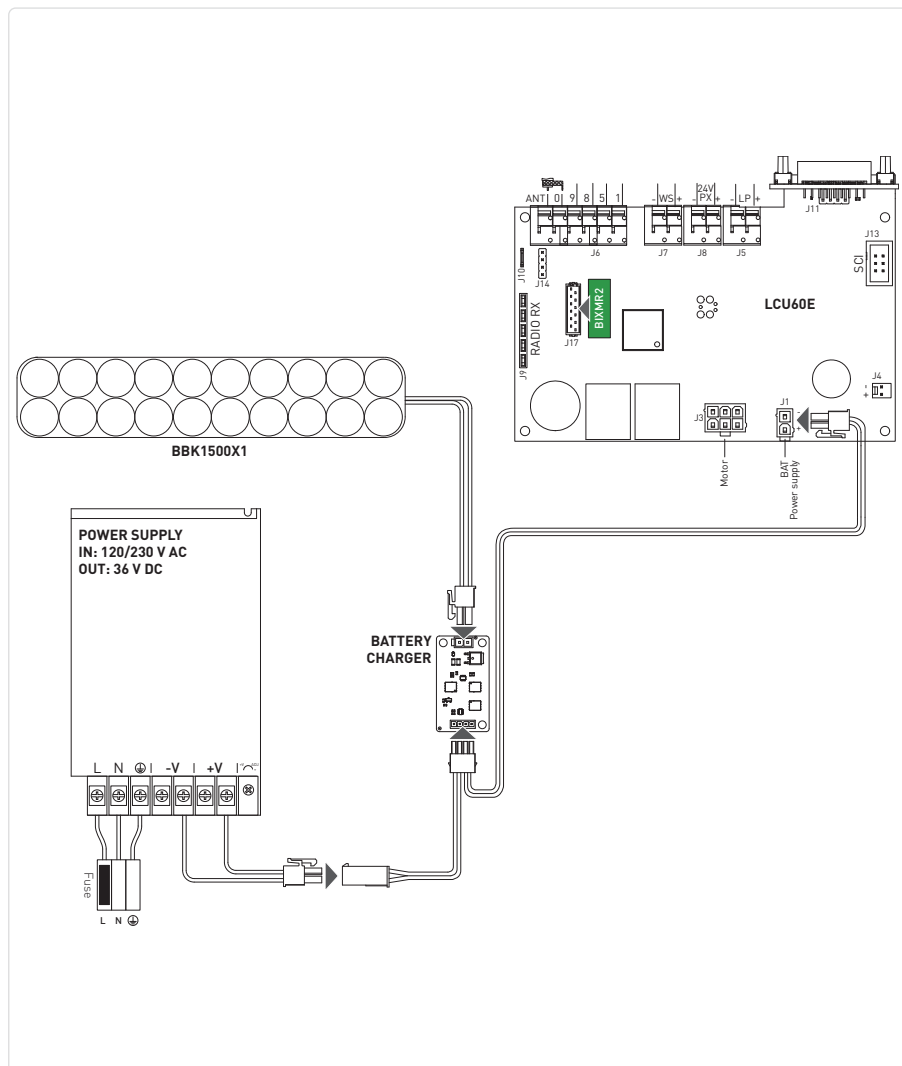 24V
ANT 0 9 8 5 1
- WS + - PX + - LP +
J11
J13
J6 J7 J8 J5
SCI
J10
J14
BIXMR2
LCU60E
RADIO RX
J17
J9
J4
- +
J3
J1
- +
BBK1500X1
Motor
BAT
Power supply
POWER SUPPLY
IN: 120/230 V AC
OUT: 36 V DC
BATTERY
CHARGER
L N -V +V
Fuse
L N